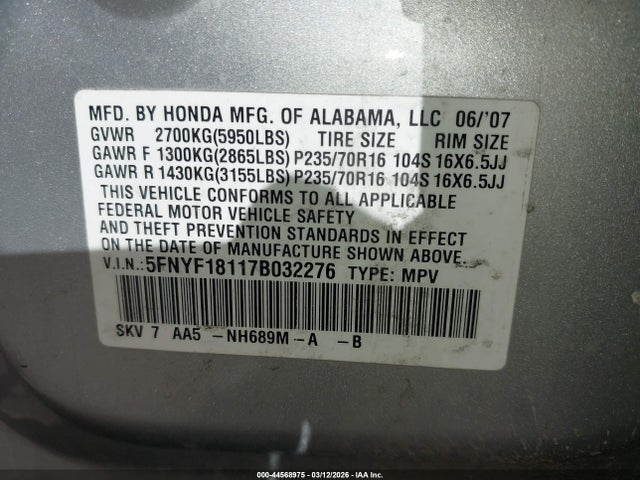 MFD. BY HONDA MFG. OF ALABAMA, LLC 06/'07
GVWR 2700KG(5950LBS) TIRE SIZE RIM SIZE
GAWR F 1300KG(2865LBS) P235/70R16 104S 16X6.5JJ
GAWR R 1430KG(3155LBS) P235/70R16 104S 16X6.5JJ
THIS VEHICLE CONFORMS TO ALL APPLICABLE
FEDERAL MOTOR VEHICLE SAFETY
AND THEFT PREVENTION STANDARDS IN EFFECT
ON THE DATE OF MANUFACTURE SHOWN ABOVE.
V.I.N.: 5FNYF18117B032276 TYPE: MPV
SKV 7 AA5 -NH689M -A -B
000-44568975 - 03/12/2026 - IAA Inc.